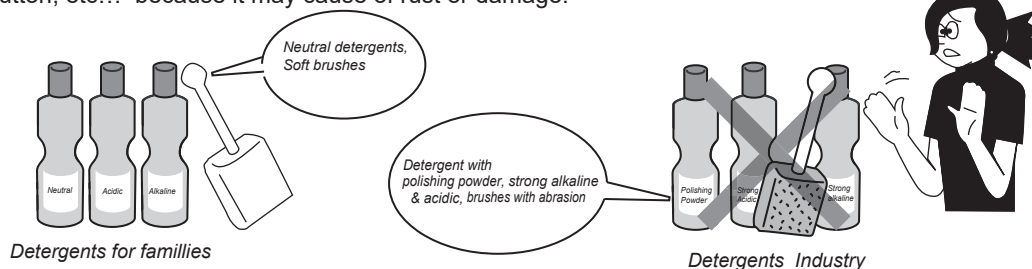 utton, etc… because it may cause of rust or damage.
Neutral detergents,
Soft brushes
Neutral
Acidic
Alkaline
Detergents for famillies
Detergent with
polishing powder, strong alkaline
& acidic, brushes with abrasion
Polishing
Powder
Strong
Acidic
Strong
alkaline
Detergents Industry